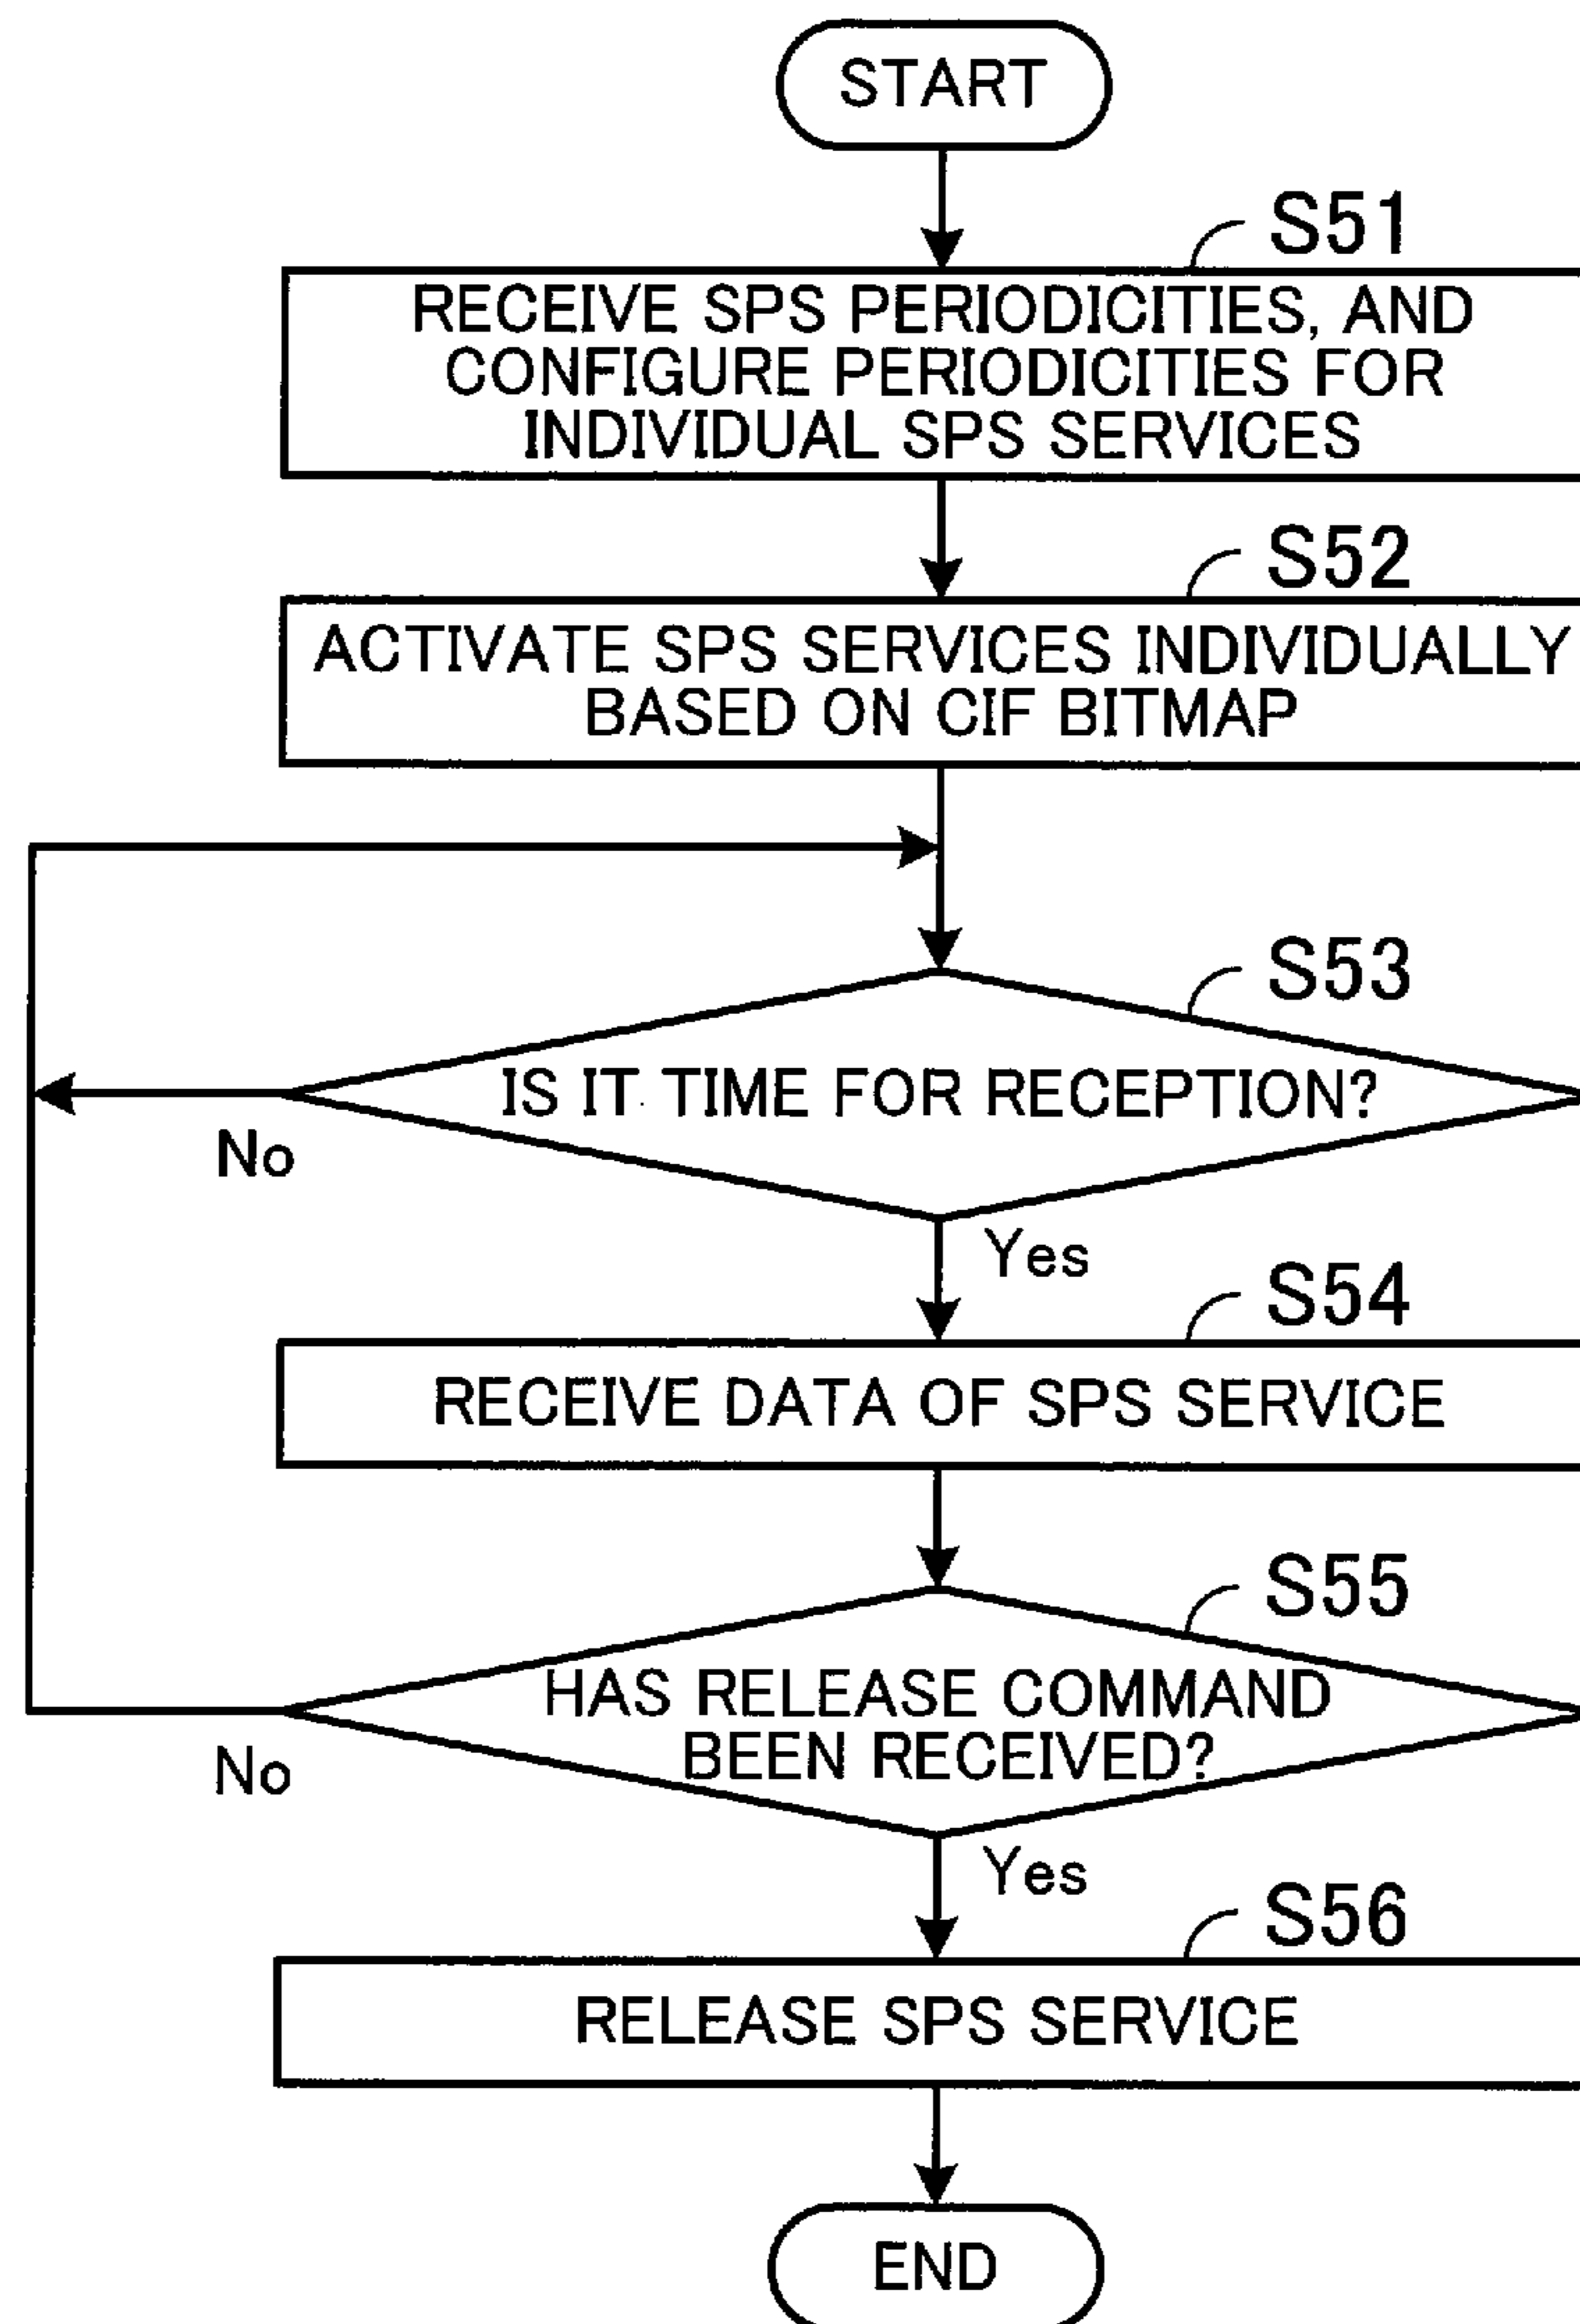 START
S51
RECEIVE SPS PERIODICITIES, AND
CONFIGURE PERIODICITIES FOR
INDIVIDUAL SPS SERVICES
S52
ACTIVATE SPS SERVICES INDIVIDUALLY
BASED ON CIF BITMAP
S53
IS IT TIME FOR RECEPTION?
No
Yes
S54
RECEIVE DATA OF SPS SERVICE
S55
HAS RELEASE COMMAND
BEEN RECEIVED?
No
Yes
S56
RELEASE SPS SERVICE
END